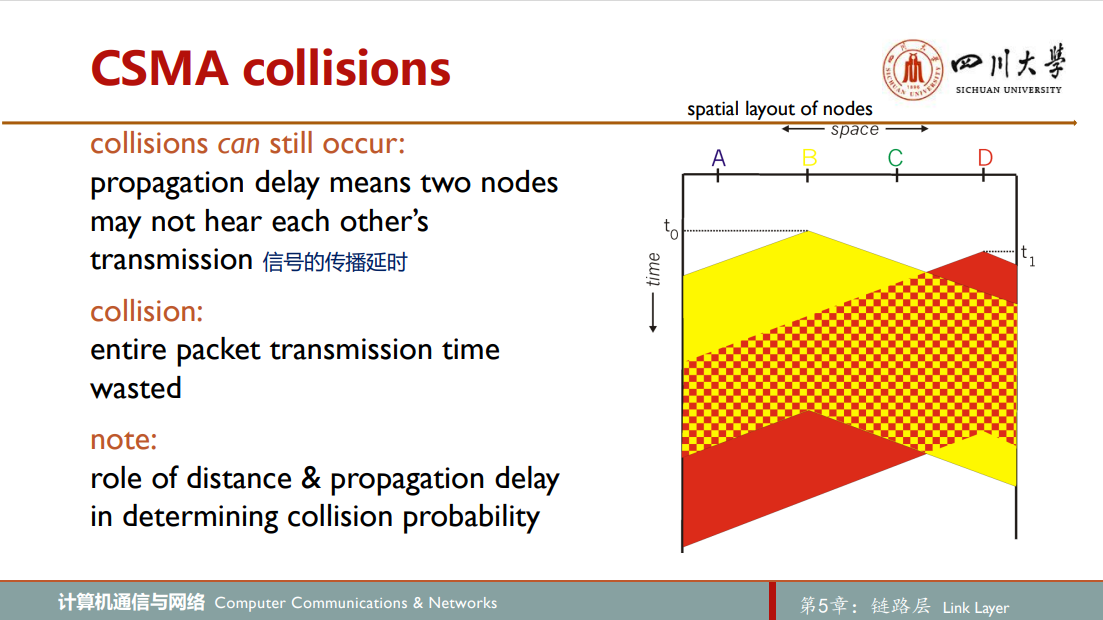 CSMA collisions
四川大學
SICHUAN UNIVERSITY
collisions can still occur:
propagation delay means two nodes
may not hear each other’s
transmission 信号的传播延时
collision:
entire packet transmission time
wasted
note:
role of distance & propagation delay
in determining collision probability
spatial layout of nodes
space
A B C D
t0
t1
time
计算机通信与网络 Computer Communications & Networks
第5章：链路层 Link Layer